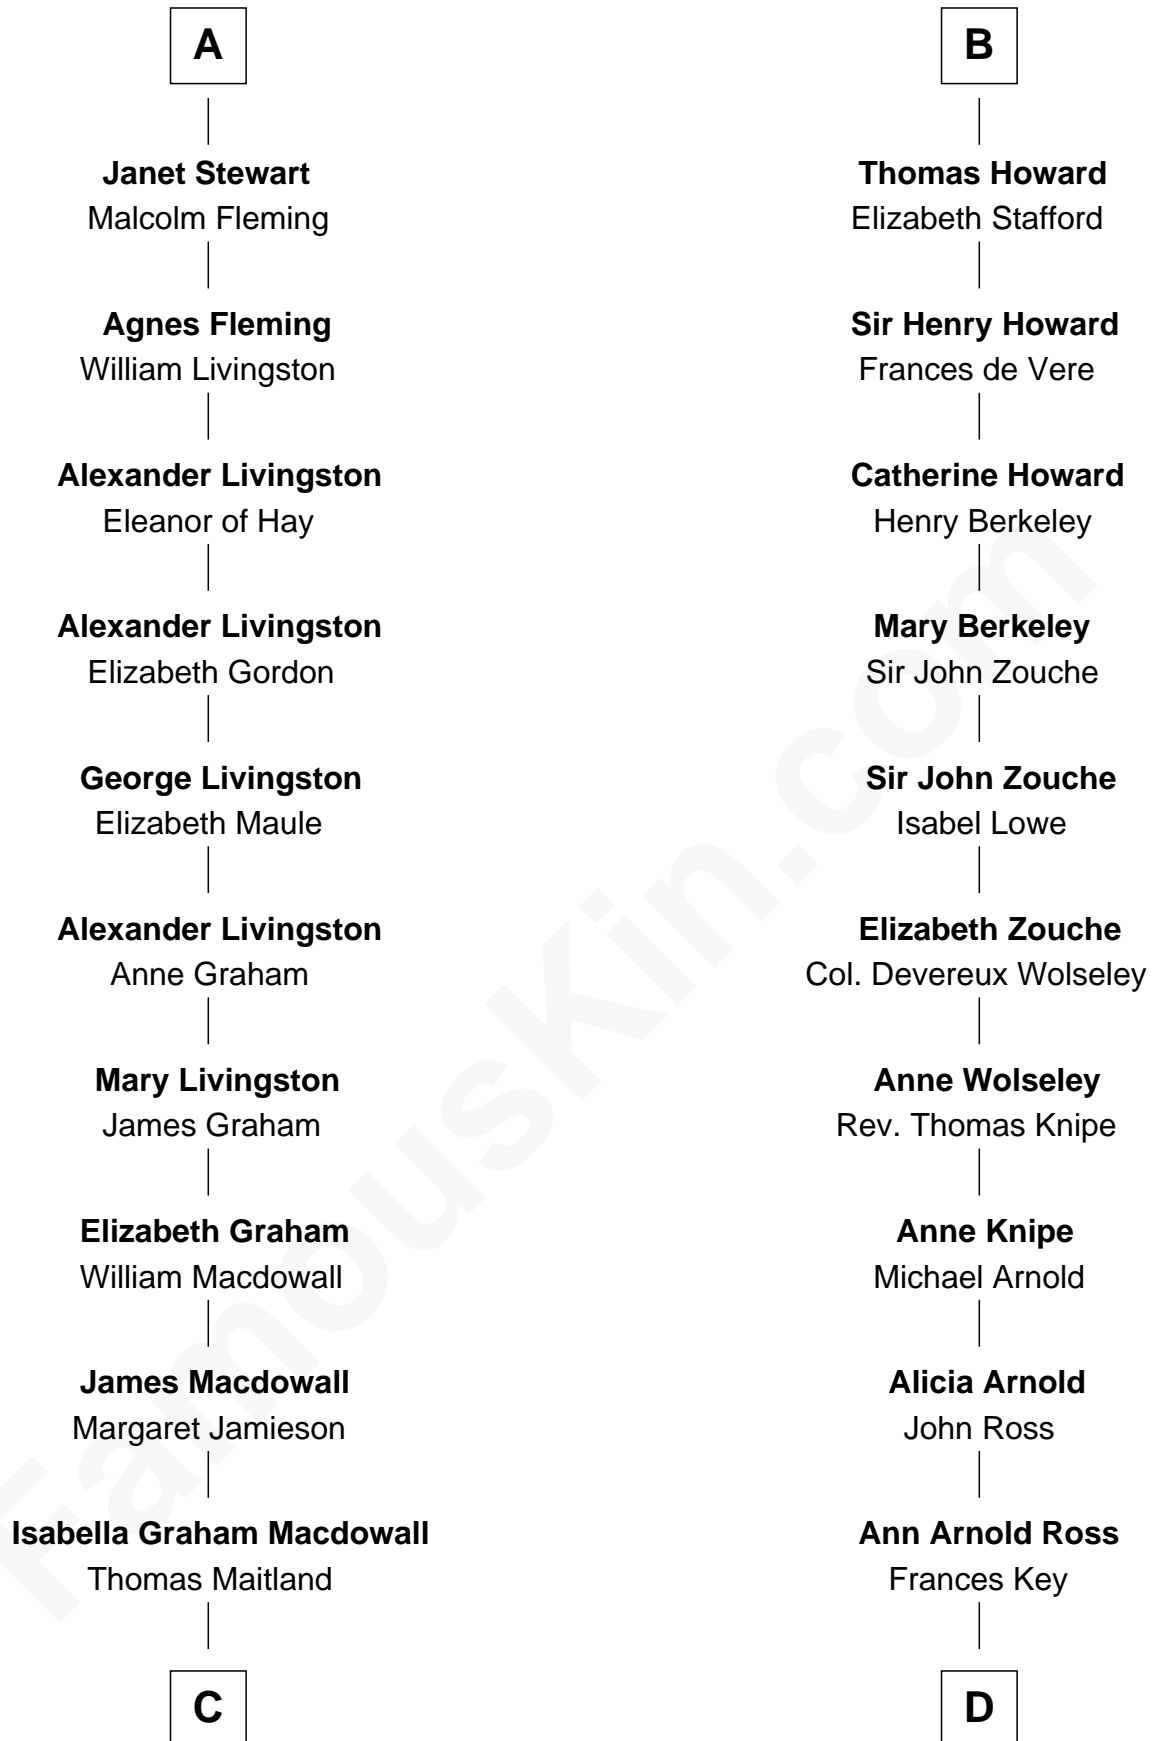 A
Janet Stewart
Malcolm Fleming
Agnes Fleming
William Livingston
Alexander Livingston
Eleanor of Hay
Alexander Livingston
Elizabeth Gordon
George Livingston
Elizabeth Maule
Alexander Livingston
Anne Graham
Mary Livingston
James Graham
Elizabeth Graham
William Macdowall
James Macdowall
Margaret Jamieson
Isabella Graham Macdowall
Thomas Maitland
C
B
Thomas Howard
Elizabeth Stafford
Sir Henry Howard
Frances de Vere
Catherine Howard
Henry Berkeley
Mary Berkeley
Sir John Zouche
Sir John Zouche
Isabel Lowe
Elizabeth Zouche
Col. Devereux Wolseley
Anne Wolseley
Rev. Thomas Knipe
Anne Knipe
Michael Arnold
Alicia Arnold
John Ross
Ann Arnold Ross
Frances Key
D
FamousKin.com